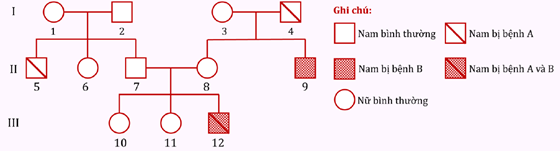 I
1
2
3
4
II
5
6
7
8
9
III
10
11
12
Ghi chú:
Nam bình thường
Nam bị bệnh A
Nam bị bệnh B
Nam bị bệnh A và B
Nữ bình thường